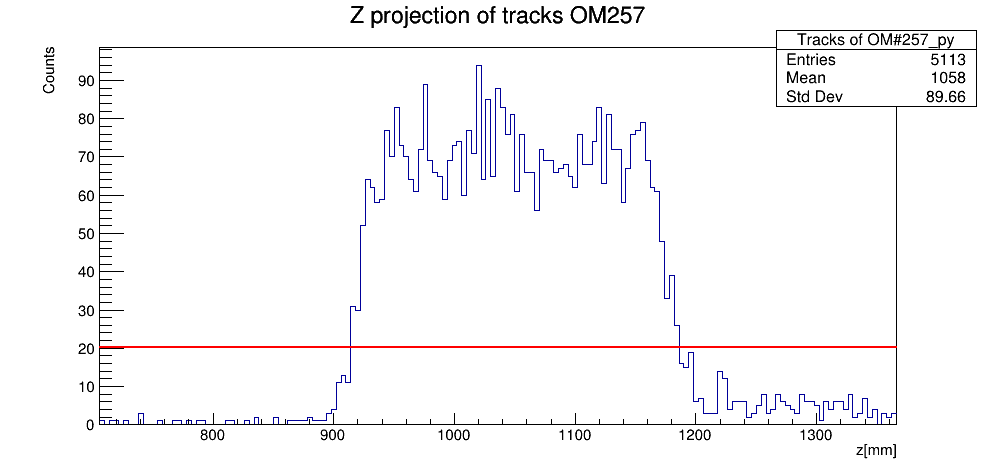 Z projection of tracks OM257
Tracks of OM#257_py
Entries 5113
Mean 1058
Std Dev 89.66
Counts
90
80
70
60
50
40
30
20
10
0
800 900 1000 1100 1200 1300
z[mm]